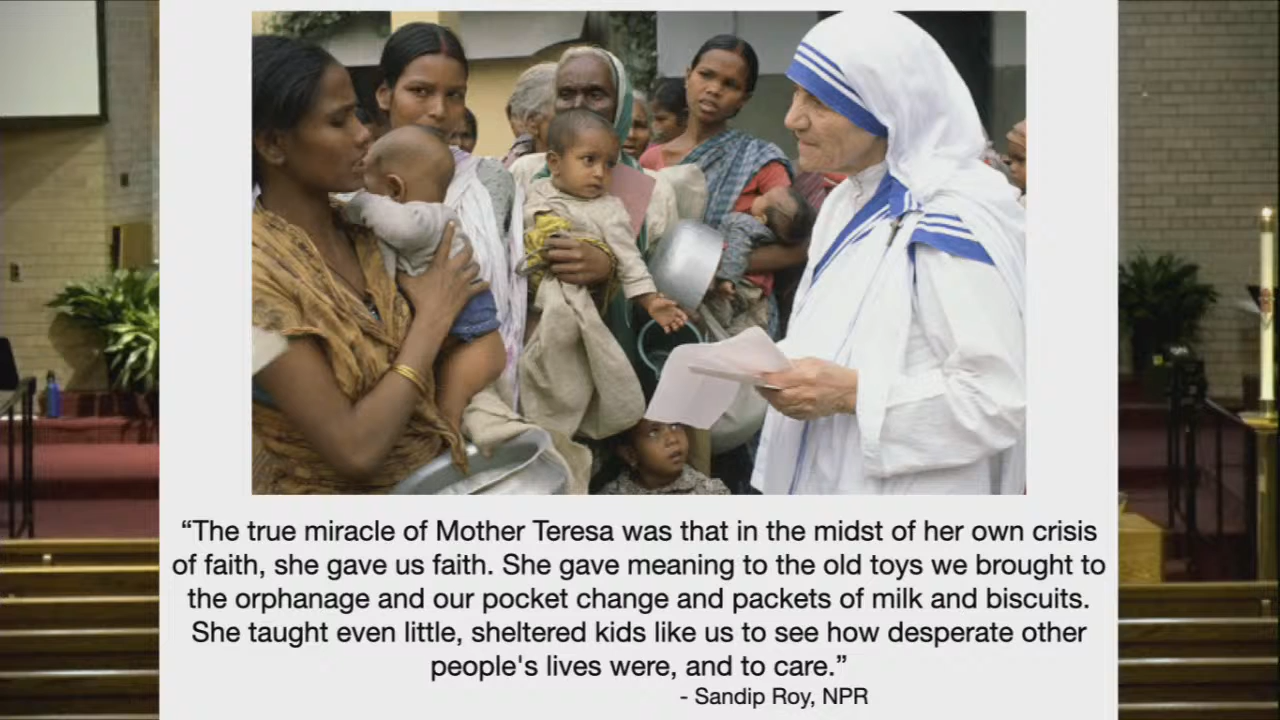 “The true miracle of Mother Teresa was that in the midst of her own crisis
of faith, she gave us faith. She gave meaning to the old toys we brought to
the orphanage and our pocket change and packets of milk and biscuits.
She taught even little, sheltered kids like us to see how desperate other
people's lives were, and to care.”
- Sandip Roy, NPR